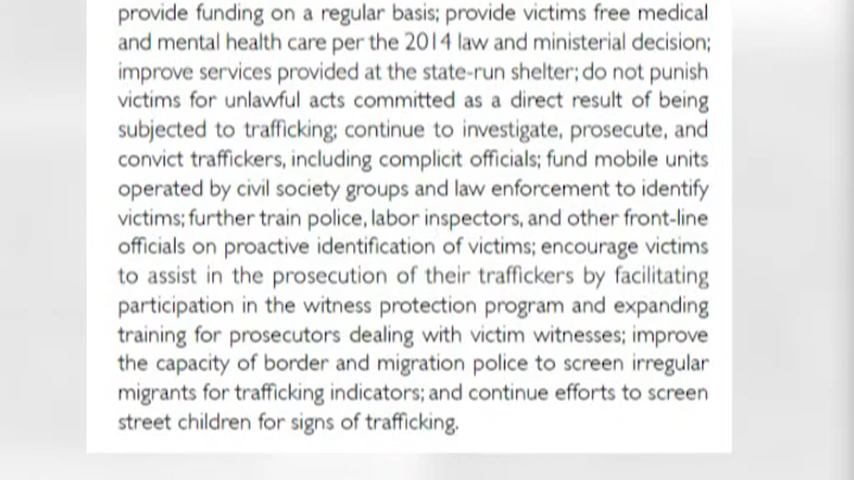 provide funding on a regular basis; provide victims free medical
and mental health care per the 2014 law and ministerial decision;
improve services provided at the state-run shelter; do not punish
victims for unlawful acts committed as a direct result of being
subjected to trafficking; continue to investigate, prosecute, and
convict traffickers, including complicit officials; fund mobile units
operated by civil society groups and law enforcement to identify
victims; further train police, labor inspectors, and other front-line
officials on proactive identification of victims; encourage victims
to assist in the prosecution of their traffickers by facilitating
participation in the witness protection program and expanding
training for prosecutors dealing with victim witnesses; improve
the capacity of border and migration police to screen irregular
migrants for trafficking indicators; and continue efforts to screen
street children for signs of trafficking.